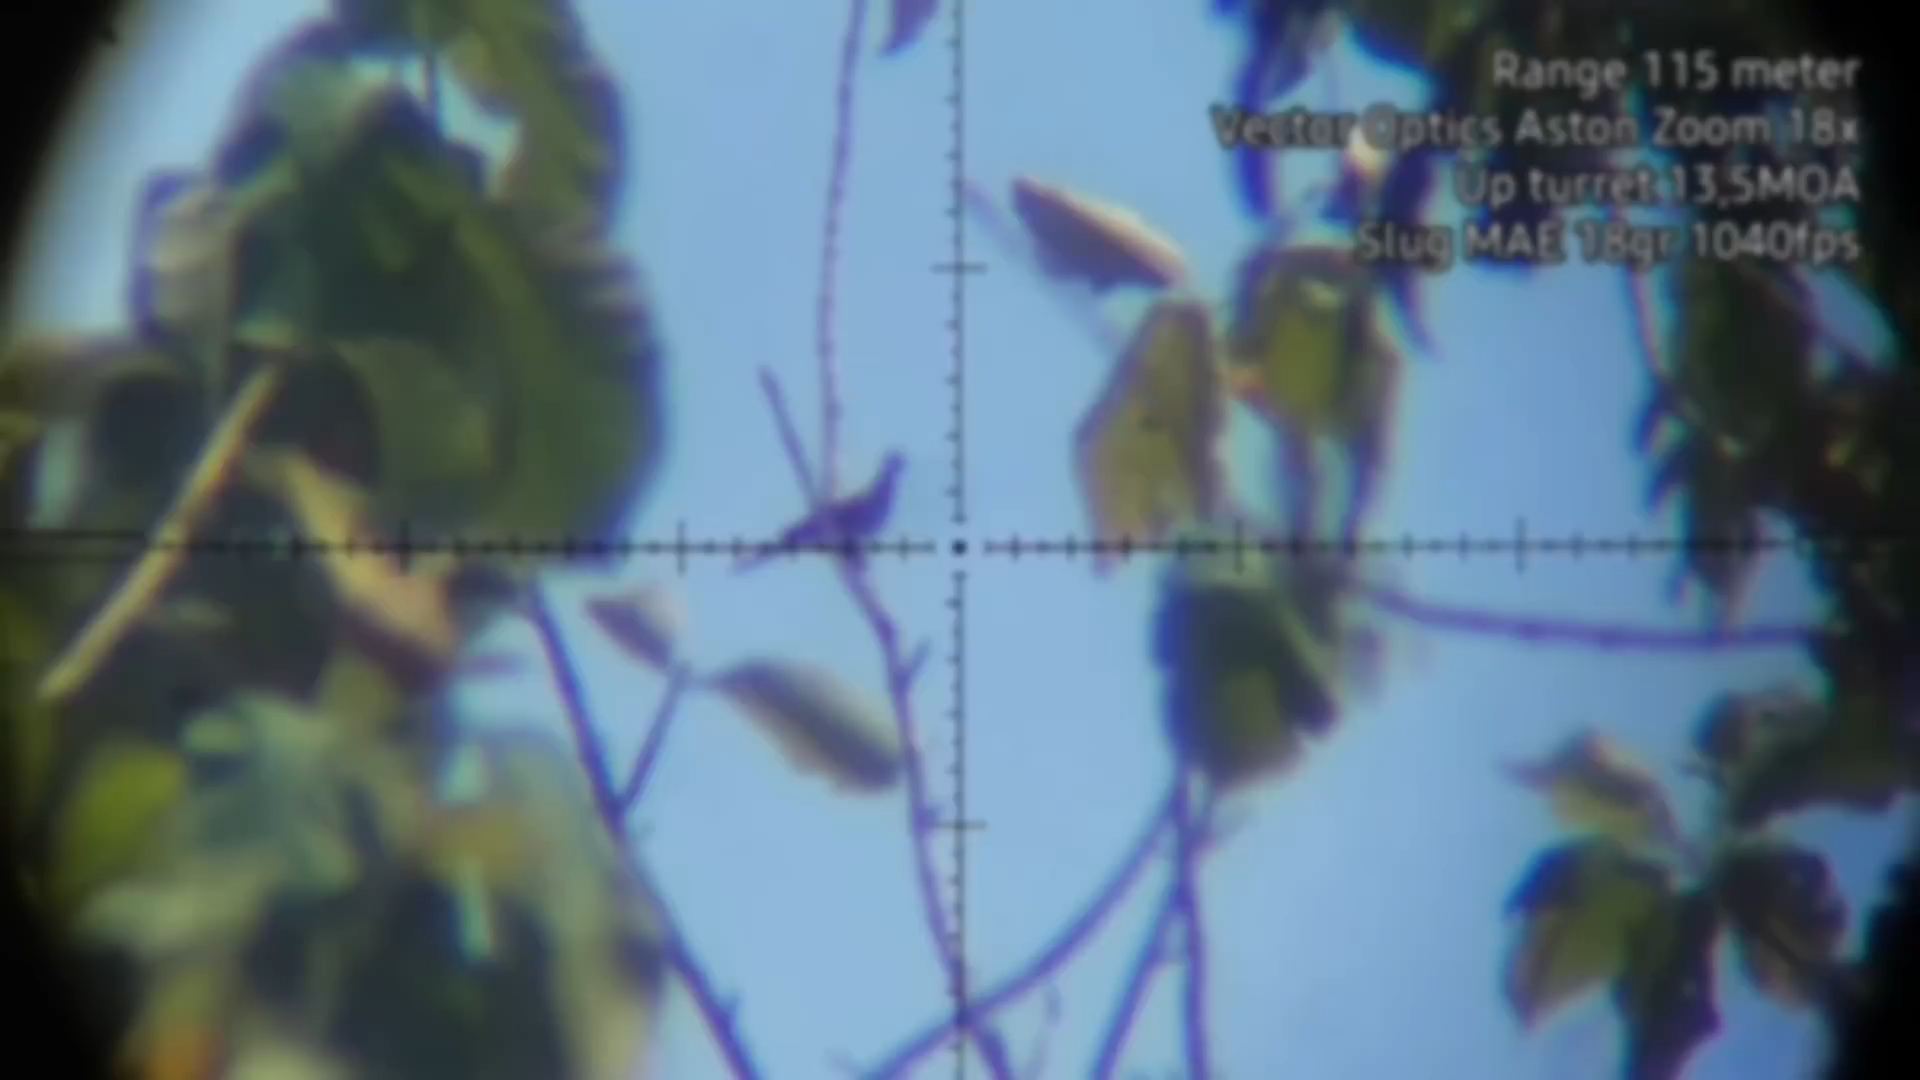 Range 115 meter
Vector Optics Aston Zoom 18x
Up turret 13,5MOA
Slug MAE 18gr 1040fps